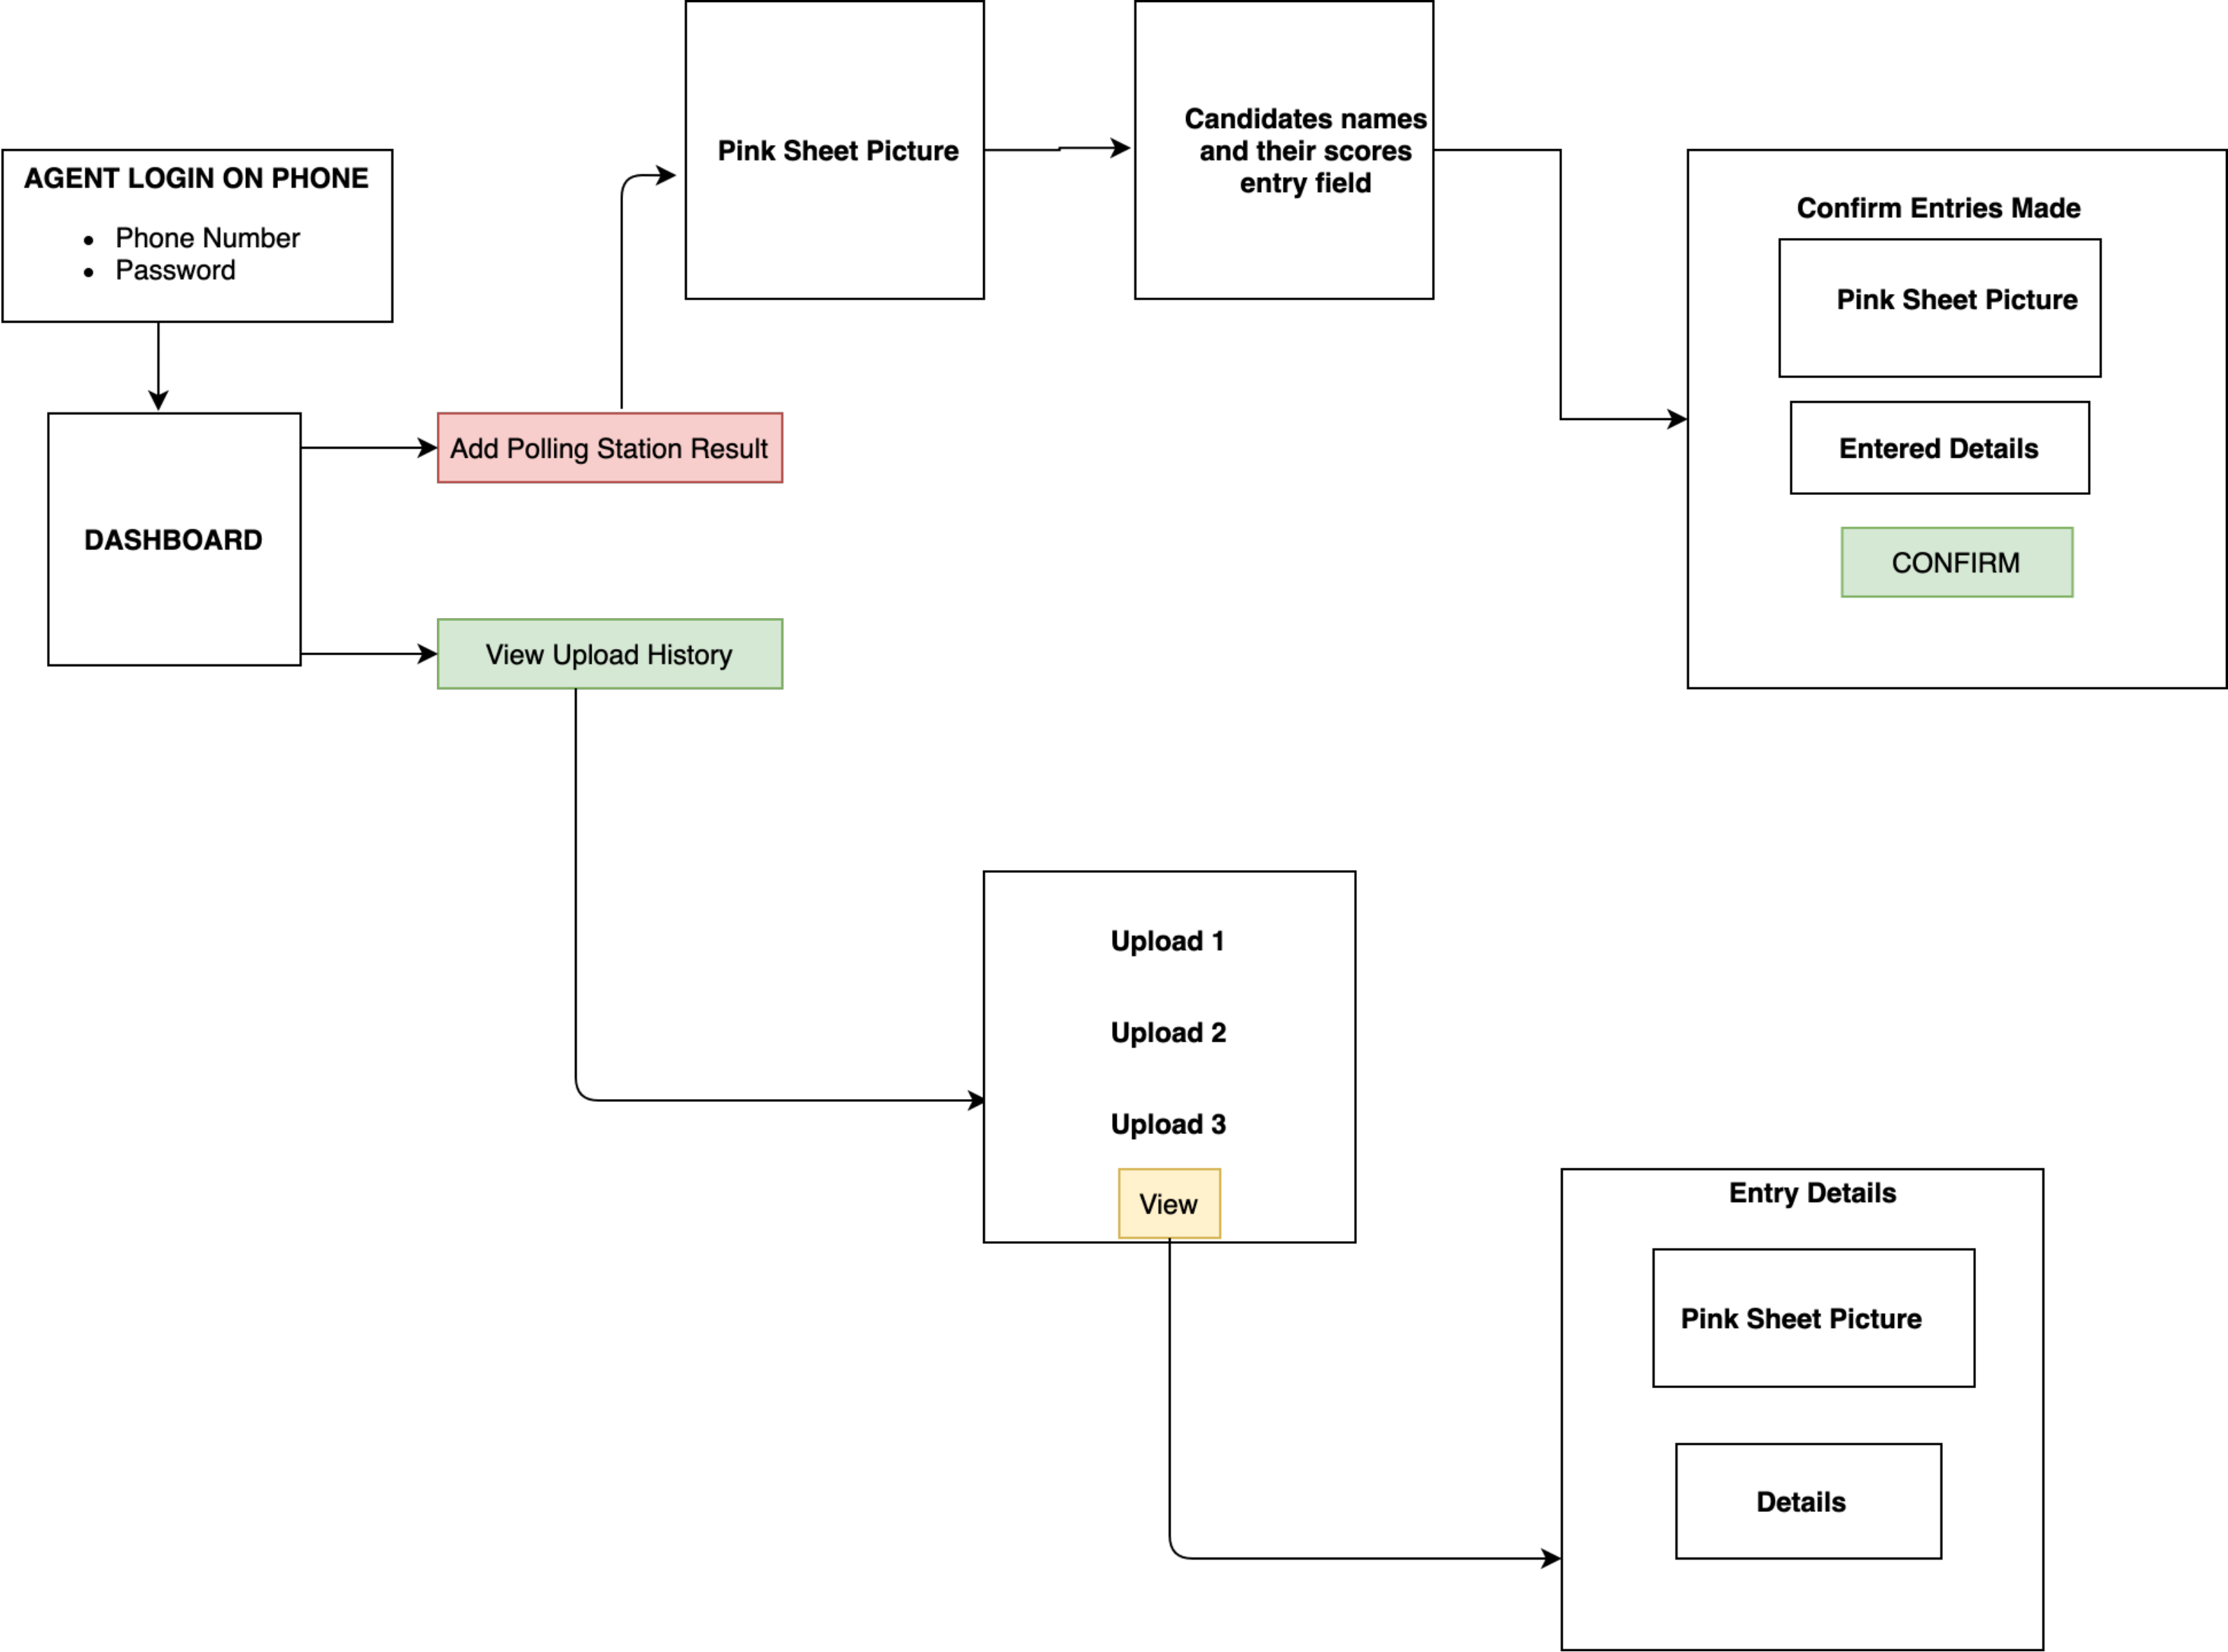 AGENT LOGIN ON PHONE
• Phone Number
• Password
DASHBOARD
Add Polling Station Result
View Upload History
Pink Sheet Picture
Candidates names
and their scores
entry field
Confirm Entries Made
Pink Sheet Picture
Entered Details
CONFIRM
Upload 1
Upload 2
Upload 3
View
Entry Details
Pink Sheet Picture
Details